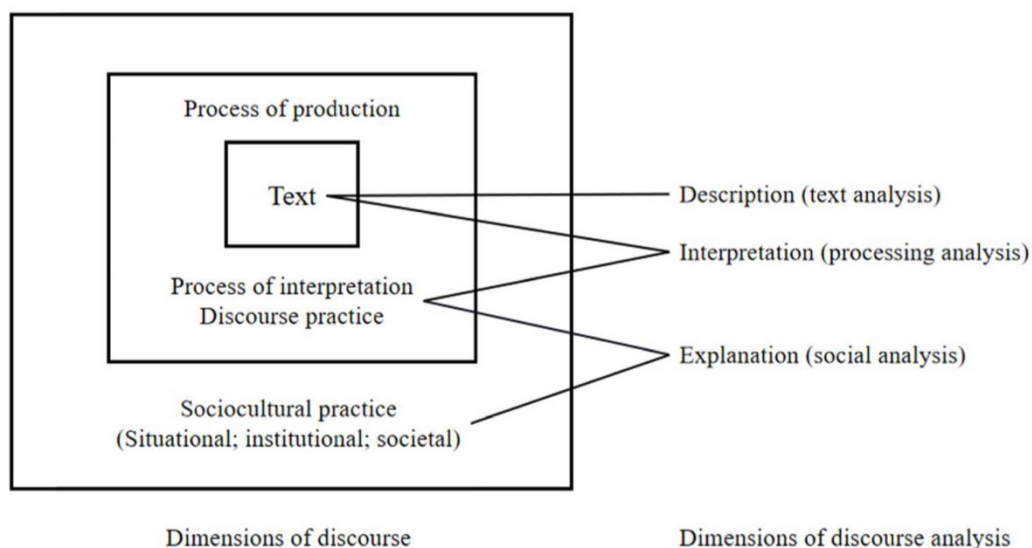 Process of production
Text
Process of interpretation
Discourse practice
Sociocultural practice
(Situational; institutional; societal)
Description (text analysis)
Interpretation (processing analysis)
Explanation (social analysis)
Dimensions of discourse
Dimensions of discourse analysis